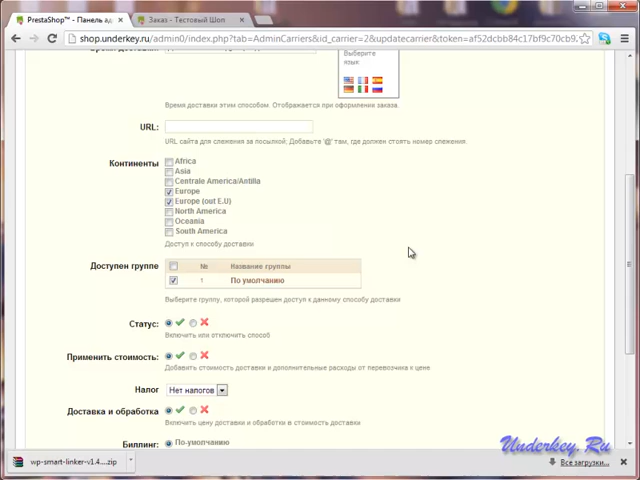 PrestaShop™ - Панель ад
Заказ - Тестовый Шоп
shop.underkey.ru/admin0/index.php?tab=AdminCarriers&id_carrier=2&updatecarrier&token=af52dcbb84c17bf9c70cb9
Выберите
язык:
Время доставки этим способом. Отображается при оформлении заказа.
URL:
URL сайта для слежения за посылкой. Добавьте '@' там, где должен стоять номер слежения.
Континенты
Africa
Asia
Centrale America/Antilla
Europe
Europe (out E.U)
North America
Oceania
South America
Доступ к способу доставки
Доступен группе
№ Название группы
1 По умолчанию
Выберите группу, которой разрешен доступ к данному способу доставки
Статус:
Включить или отключить способ
Применить стоимость:
Добавить стоимость доставки и дополнительные расходы от перевозчика к цене
Налог
Нет налогов
Доставка и обработка
Включить цену доставки и обработки в стоимость доставки
Биллинг:
По-умолчанию
Underkey.Ru
wp-smart-linker-v1.4....zip
Все загрузки...